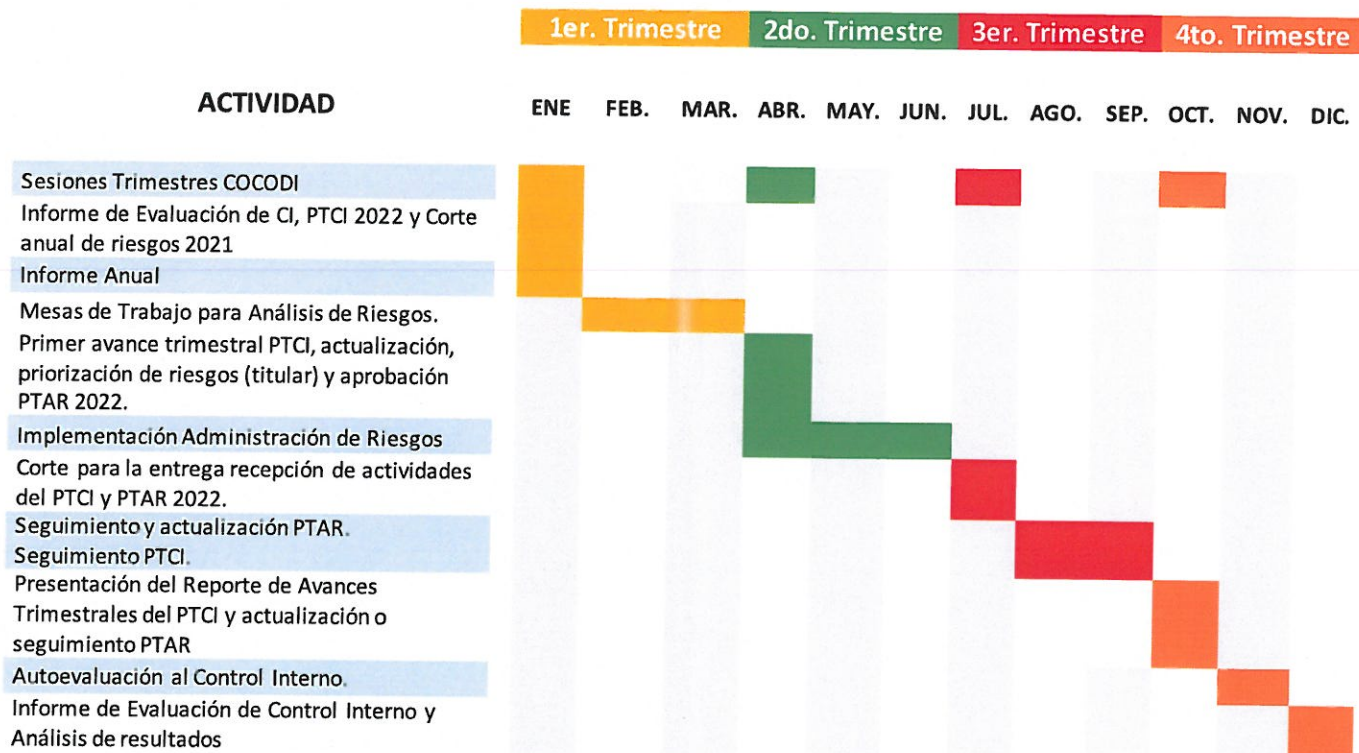 1er. Trimestre 2do. Trimestre 3er. Trimestre 4to. Trimestre
ACTIVIDAD ENE FEB. MAR. ABR. MAY. JUN. JUL. AGO. SEP. OCT. NOV. DIC.
Sesiones Trimestres COCODI
Informe de Evaluación de CI, PTCI 2022 y Corte
anual de riesgos 2021
Informe Anual
Mesas de Trabajo para Análisis de Riesgos.
Primer avance trimestral PTCI, actualización,
priorización de riesgos (titular) y aprobación
PTAR 2022.
Implementación Administración de Riesgos
Corte para la entrega recepción de actividades
del PTCI y PTAR 2022.
Seguimiento y actualización PTAR.
Seguimiento PTCI.
Presentación del Reporte de Avances
Trimestrales del PTCI y actualización o
seguimiento PTAR
Autoevaluación al Control Interno.
Informe de Evaluación de Control Interno y
Análisis de resultados